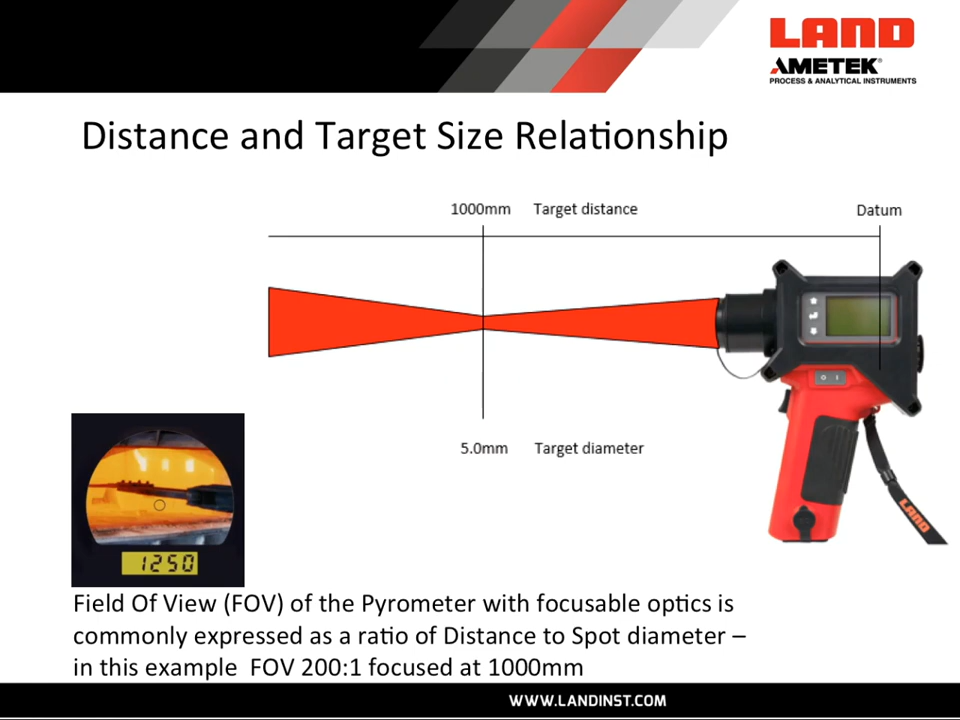 LAND
AMETEK®
PROCESS & ANALYTICAL INSTRUMENTS
Distance and Target Size Relationship
1000mm Target distance Datum
5.0mm Target diameter
LAND
1250
Field Of View (FOV) of the Pyrometer with focusable optics is
commonly expressed as a ratio of Distance to Spot diameter –
in this example FOV 200:1 focused at 1000mm
WWW.LANDINST.COM